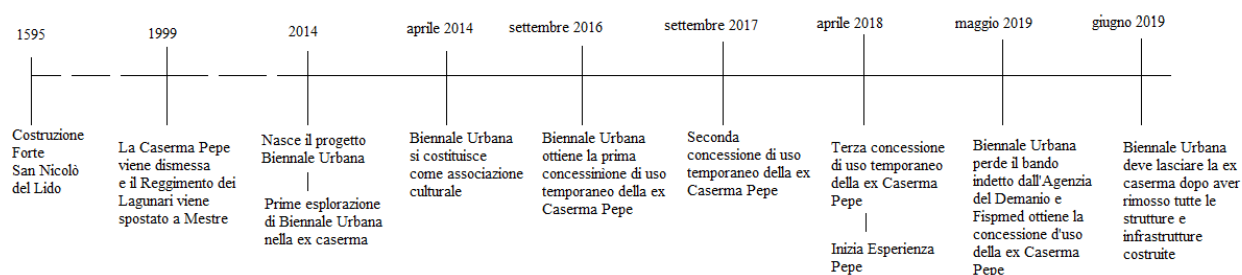 1595
1999
2014
aprile 2014
settembre 2016
settembre 2017
aprile 2018
maggio 2019
giugno 2019
Costruzione
Forte
San Nicolò
del Lido
La Caserma Pepe
viene dismessa
e il Reggimento dei
Lagunari viene
spostato a Mestre
Nasce il progetto
Biennale Urbana
Prime esplorazione
di Biennale Urbana
nella ex caserma
Biennale Urbana
si costituisce
come associazione
culturale
Biennale Urbana
ottiene la prima
concessinione di uso
temporaneo della ex
Caserma Pepe
Seconda
concessione di uso
temporaneo della ex
Caserma Pepe
Terza concessione
di uso temporaneo
della ex Caserma
Pepe
Inizia Esperienza
Pepe
Biennale Urbana
perde il bando
indetto dall'Agenzia
del Demanio e
Fispmed ottiene la
concessione d'uso
della ex Caserma
Pepe
Biennale Urbana
deve lasciare la ex
caserma dopo aver
rimosso tutte le
strutture e
infrastrutture
costruite